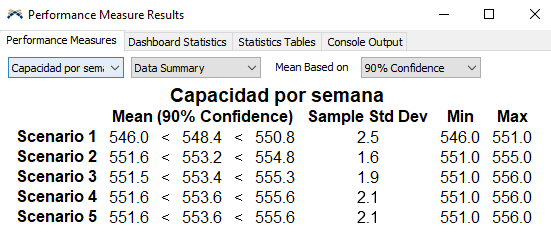 Performance Measure Results
Performance Measures Dashboard Statistics Statistics Tables Console Output
Capacidad por sema Data Summary Mean Based on 90% Confidence
Capacidad por semana
Mean (90% Confidence) Sample Std Dev Min Max
Scenario 1 546.0 < 548.4 < 550.8 2.5 546.0 551.0
Scenario 2 551.6 < 553.2 < 554.8 1.6 551.0 555.0
Scenario 3 551.5 < 553.4 < 555.3 1.9 551.0 556.0
Scenario 4 551.6 < 553.6 < 555.6 2.1 551.0 556.0
Scenario 5 551.6 < 553.6 < 555.6 2.1 551.0 556.0